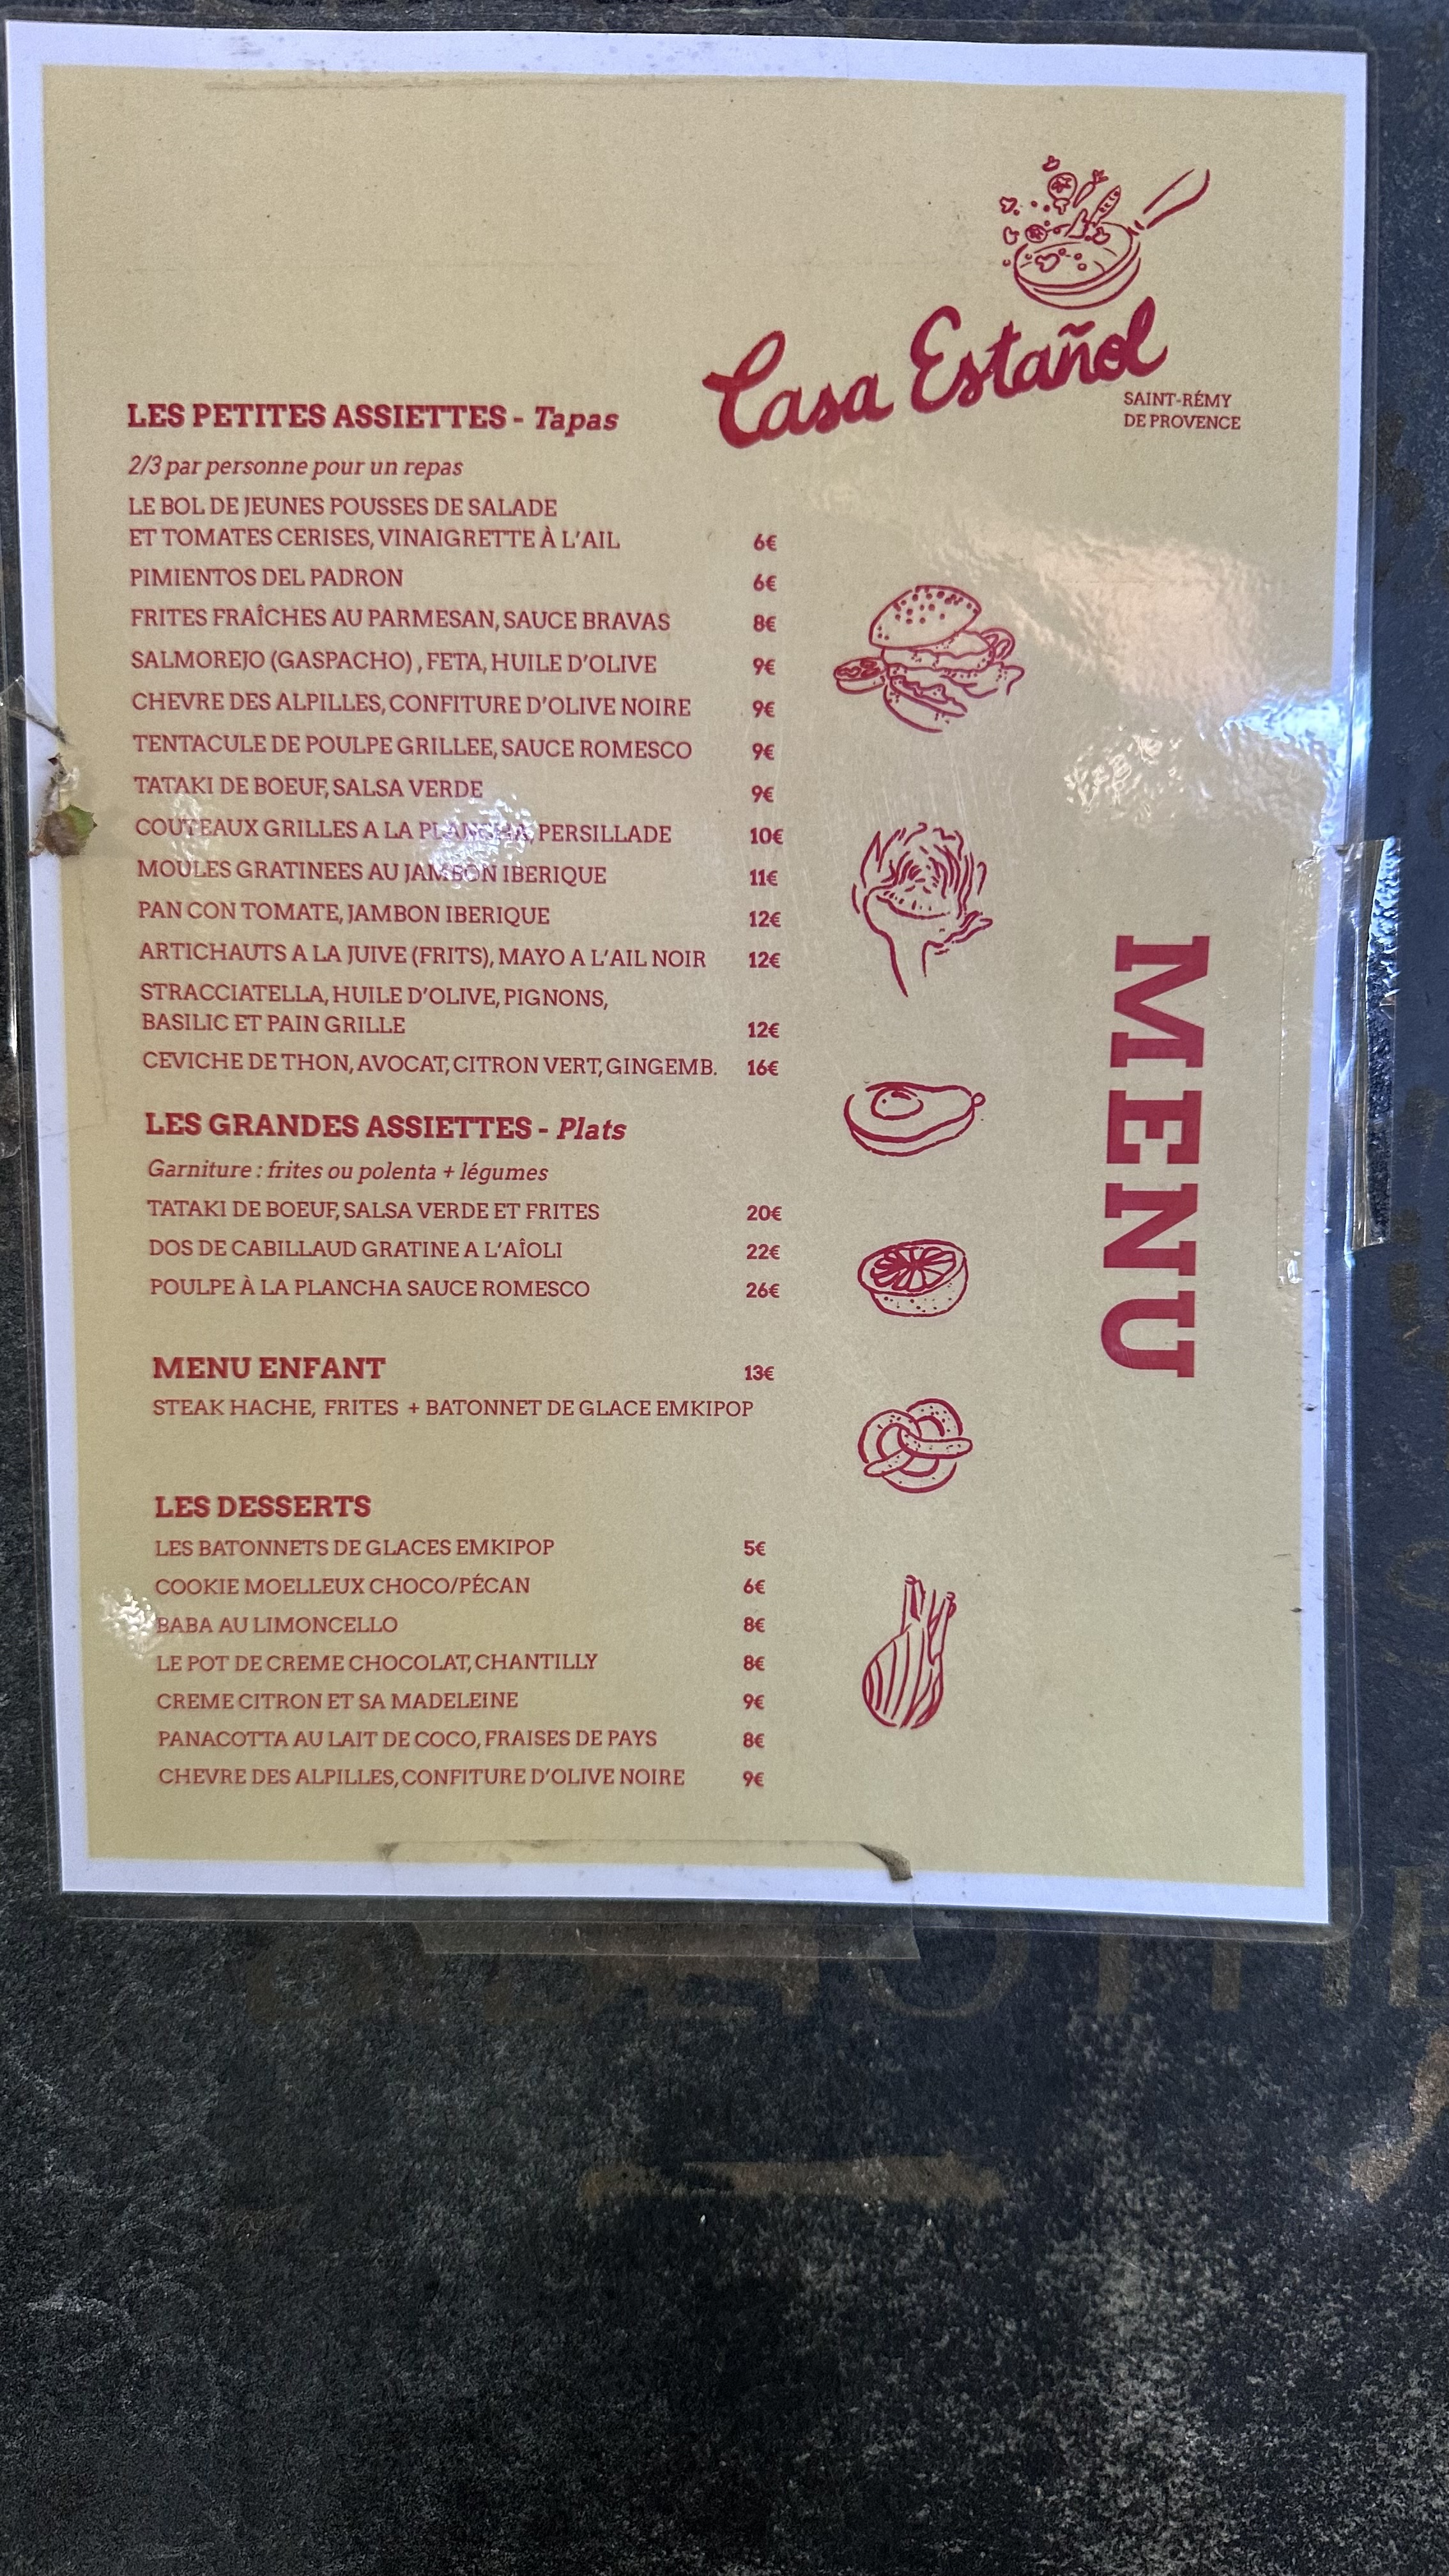 Casa Estañol
SAINT-RÉMY
DE PROVENCE
LES PETITES ASSIETTES - Tapas
2/3 par personne pour un repas
LE BOL DE JEUNES POUSSES DE SALADE
ET TOMATES CERISES, VINAIGRETTE À L'AIL 6€
PIMIENTOS DEL PADRON 6€
FRITES FRAÎCHES AU PARMESAN, SAUCE BRAVAS 8€
SALMOREJO (GASPACHO) , FETA, HUILE D'OLIVE 9€
CHEVRE DES ALPILLES, CONFITURE D'OLIVE NOIRE 9€
TENTACULE DE POULPE GRILLEE, SAUCE ROMESCO 9€
TATAKI DE BOEUF, SALSA VERDE 9€
COUTEAUX GRILLES A LA PLANCHA, PERSILLADE 10€
MOULES GRATINEES AU JAMBON IBERIQUE 11€
PAN CON TOMATE, JAMBON IBERIQUE 12€
ARTICHAUTS A LA JUIVE (FRITS), MAYO A L'AIL NOIR 12€
STRACCIATELLA, HUILE D'OLIVE, PIGNONS,
BASILIC ET PAIN GRILLE 12€
CEVICHE DE THON, AVOCAT, CITRON VERT, GINGEMB. 16€
LES GRANDES ASSIETTES - Plats
Garniture : frites ou polenta + légumes
TATAKI DE BOEUF, SALSA VERDE ET FRITES 20€
DOS DE CABILLAUD GRATINE A L'AÎOLI 22€
POULPE À LA PLANCHA SAUCE ROMESCO 26€
MENU ENFANT 13€
STEAK HACHE, FRITES + BATONNET DE GLACE EMKIPOP
LES DESSERTS
LES BATONNETS DE GLACES EMKIPOP 5€
COOKIE MOELLEUX CHOCO/PÉCAN 6€
BABA AU LIMONCELLO 8€
LE POT DE CREME CHOCOLAT, CHANTILLY 8€
CREME CITRON ET SA MADELEINE 9€
PANACOTTA AU LAIT DE COCO, FRAISES DE PAYS 8€
CHEVRE DES ALPILLES, CONFITURE D'OLIVE NOIRE 9€
MENU